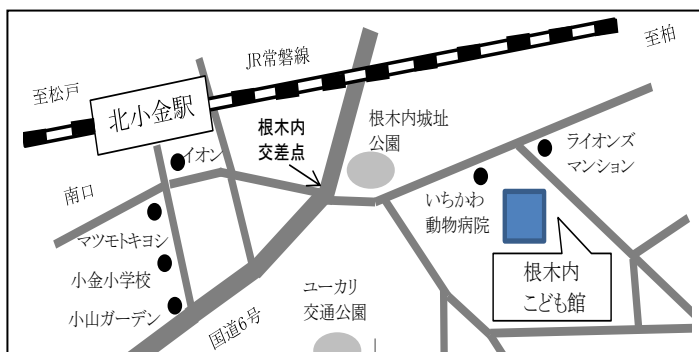 JR常磐線
至柏
至松戸
北小金駅
根木内
交差点
根木内城址
公園
ライオンズ
マンション
イオン
南口
いちかわ
動物病院
マツモトキヨシ
小金小学校
根木内
こども館
小山ガーデン
国道6号
ユーカリ
交通公園